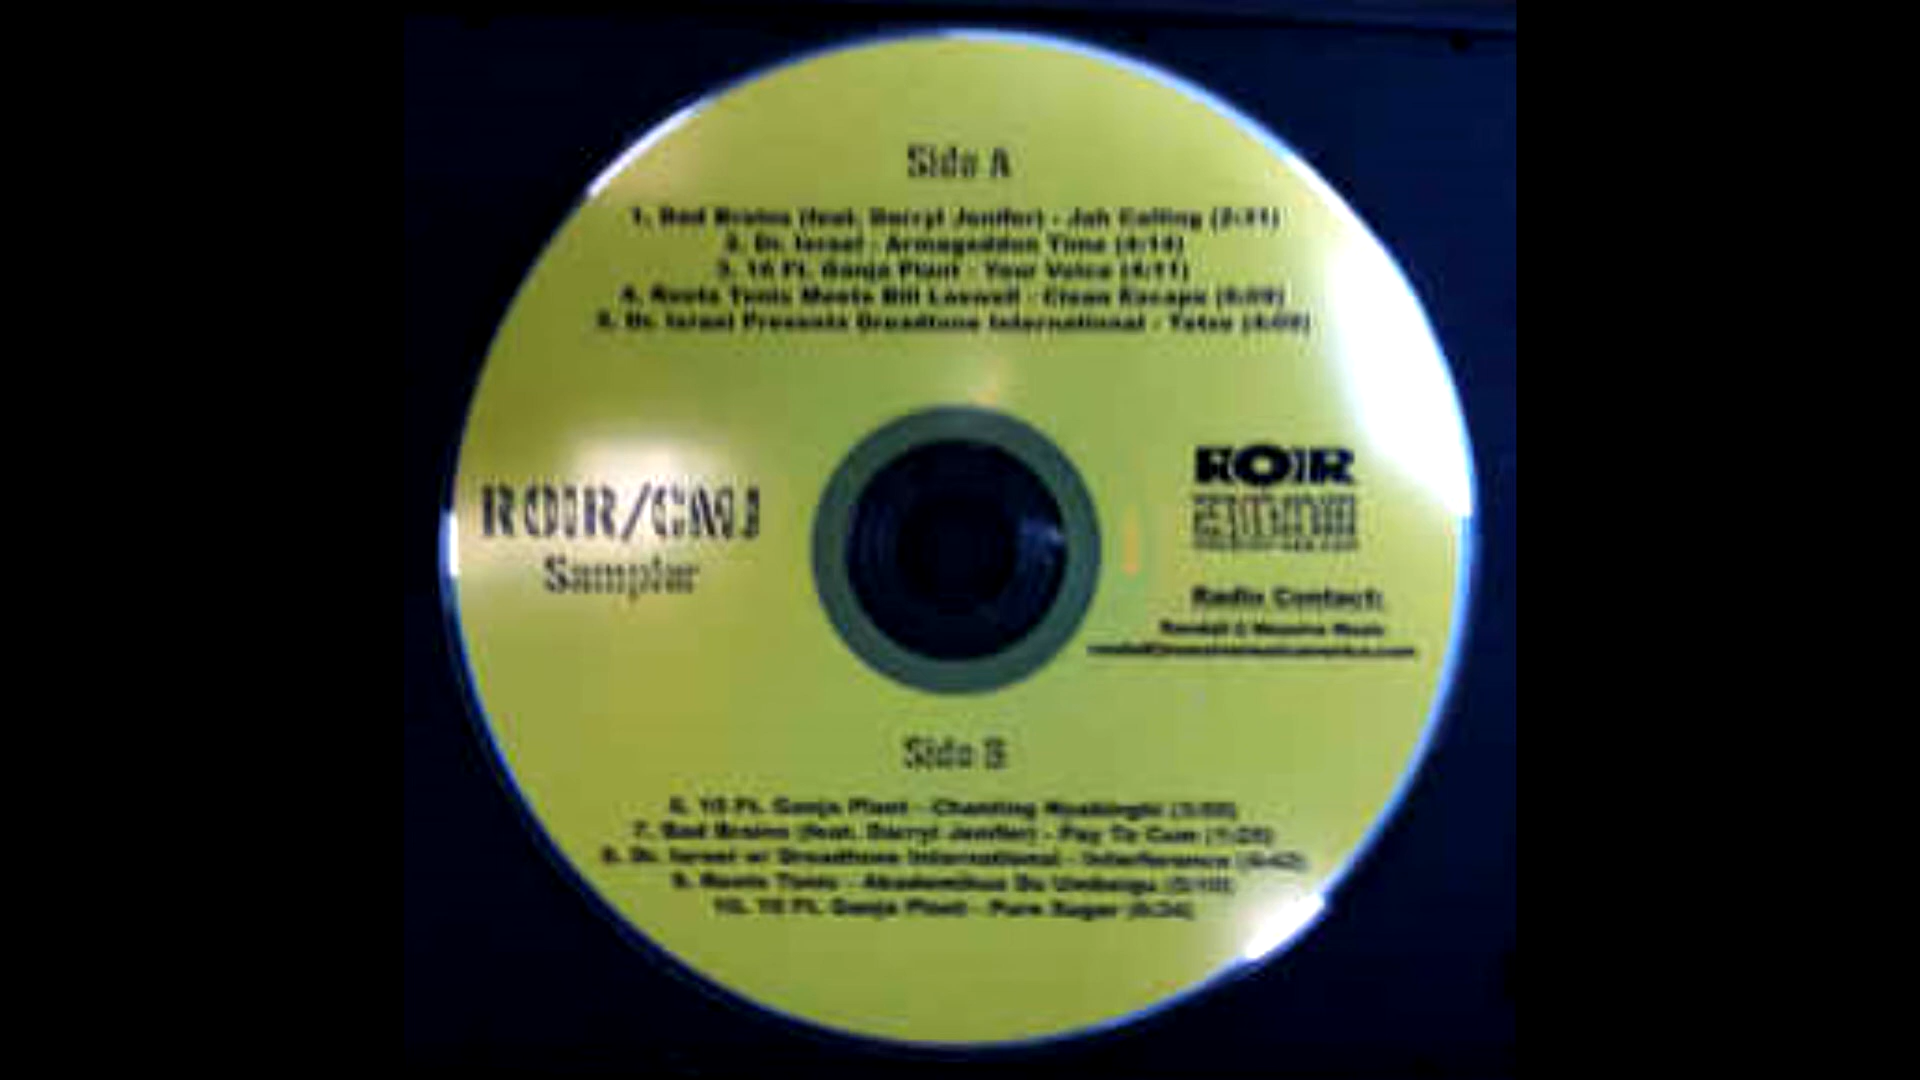 Side A
1. Bad Brains (feat. Darryl Jenifer) - Jah Calling (2:31)
2. Dr. Israel - Armageddon Time (4:14)
3. 10 Ft. Ganja Plant - Your Voice (4:11)
4. Roots Tonic Meets Bill Laswell - Clean Escape
5. Dr. Israel Presents Dreadtone International - Tetsu
ROIR/CMJ
Sampler
ROIR
Radio Contact:
Side B
6. 10 Ft. Ganja Plant - Chanting Nyabinghi
7. Bad Brains (feat. Darryl Jenifer) - Pay To Cum (1:25)
8. Dr. Israel w/ Dreadtone International - Interference
9. Roots Tonic -
10. 10 Ft. Ganja Plant - Pure Sugar